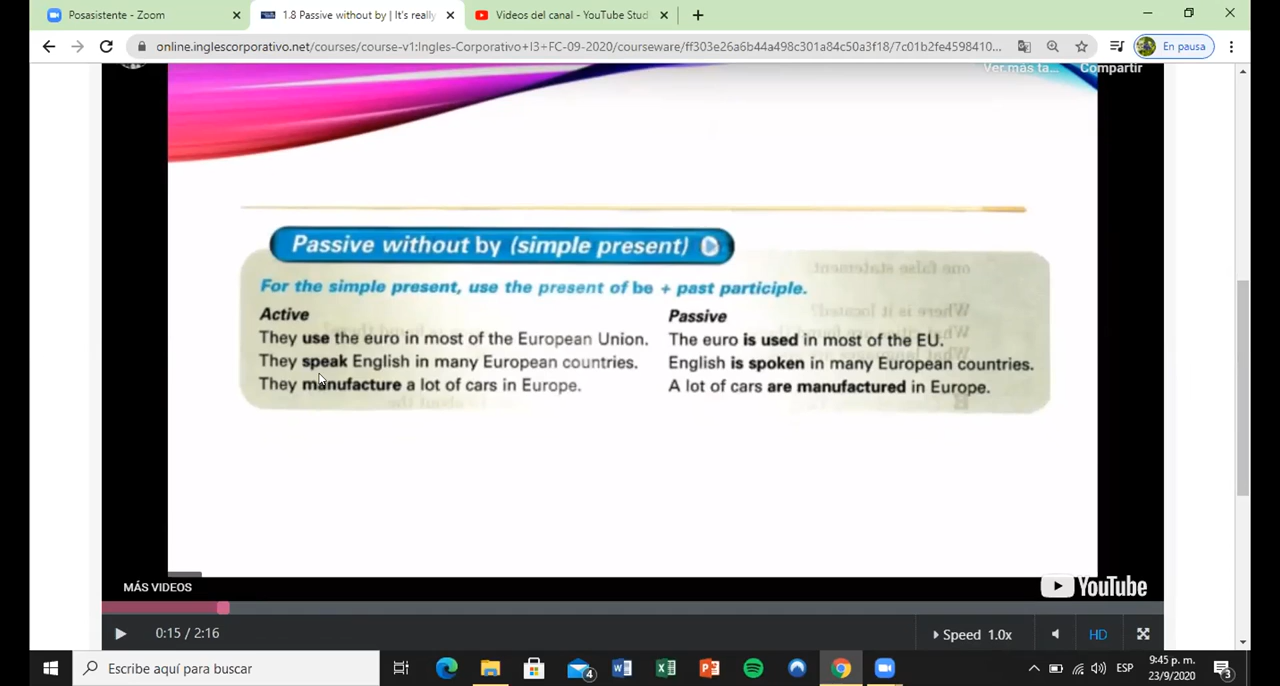 Posasistente - Zoom
1.8 Passive without by | It's really
Videos del canal - YouTube Stud
online.inglescorporativo.net/courses/course-v1:Ingles-Corporativo+I3+FC-09-2020/courseware/ff303e26a6b44a498c301a84c50a3f18/7c01b2fe4598410...
En pausa
Ver más ta...
Compartir
Passive without by (simple present)
For the simple present, use the present of be + past participle.
Active
They use the euro in most of the European Union.
They speak English in many European countries.
They manufacture a lot of cars in Europe.
Passive
The euro is used in most of the EU.
English is spoken in many European countries.
A lot of cars are manufactured in Europe.
MÁS VIDEOS
YouTube
0:15 / 2:16
Speed 1.0x
HD
Escribe aquí para buscar
4
ESP
9:45 p. m.
23/9/2020
3